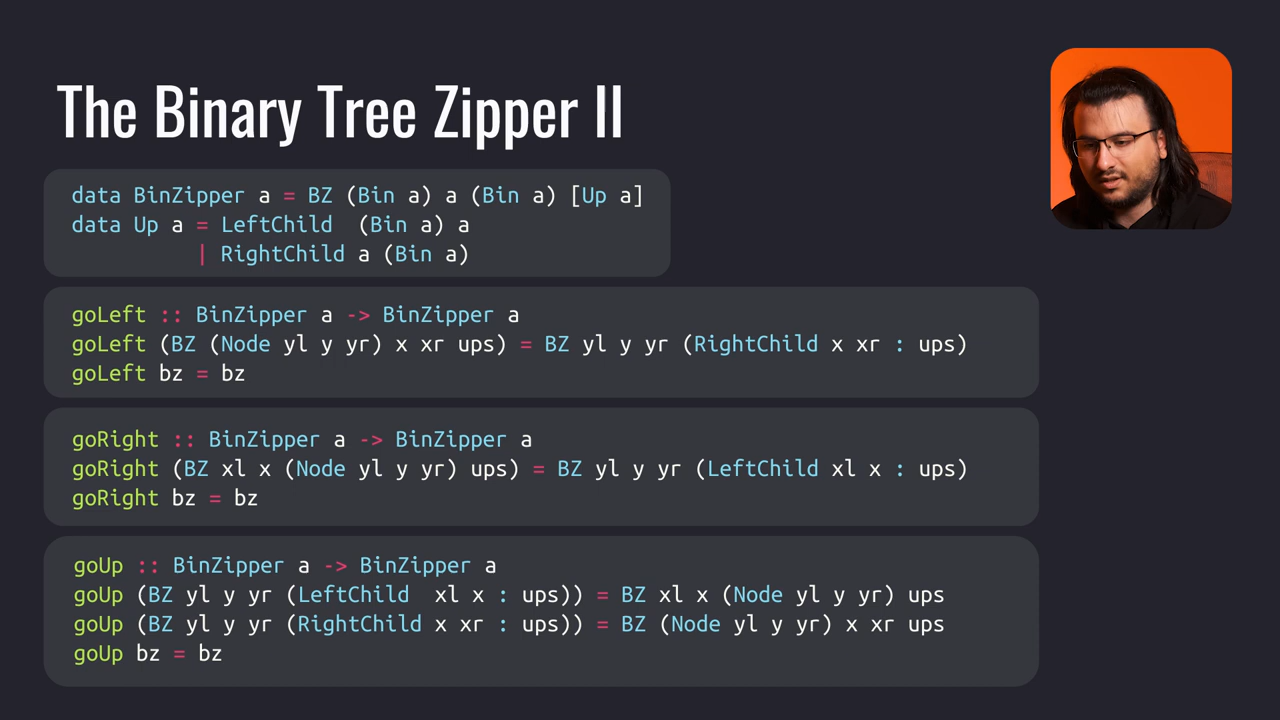 The Binary Tree Zipper II
data BinZipper a = BZ (Bin a) a (Bin a) [Up a]
data Up a = LeftChild  (Bin a) a
          | RightChild a (Bin a)
goLeft :: BinZipper a -> BinZipper a
goLeft (BZ (Node yl y yr) x xr ups) = BZ yl y yr (RightChild x xr : ups)
goLeft bz = bz
goRight :: BinZipper a -> BinZipper a
goRight (BZ xl x (Node yl y yr) ups) = BZ yl y yr (LeftChild xl x : ups)
goRight bz = bz
goUp :: BinZipper a -> BinZipper a
goUp (BZ yl y yr (LeftChild  xl x : ups)) = BZ xl x (Node yl y yr) ups
goUp (BZ yl y yr (RightChild x xr : ups)) = BZ (Node yl y yr) x xr ups
goUp bz = bz